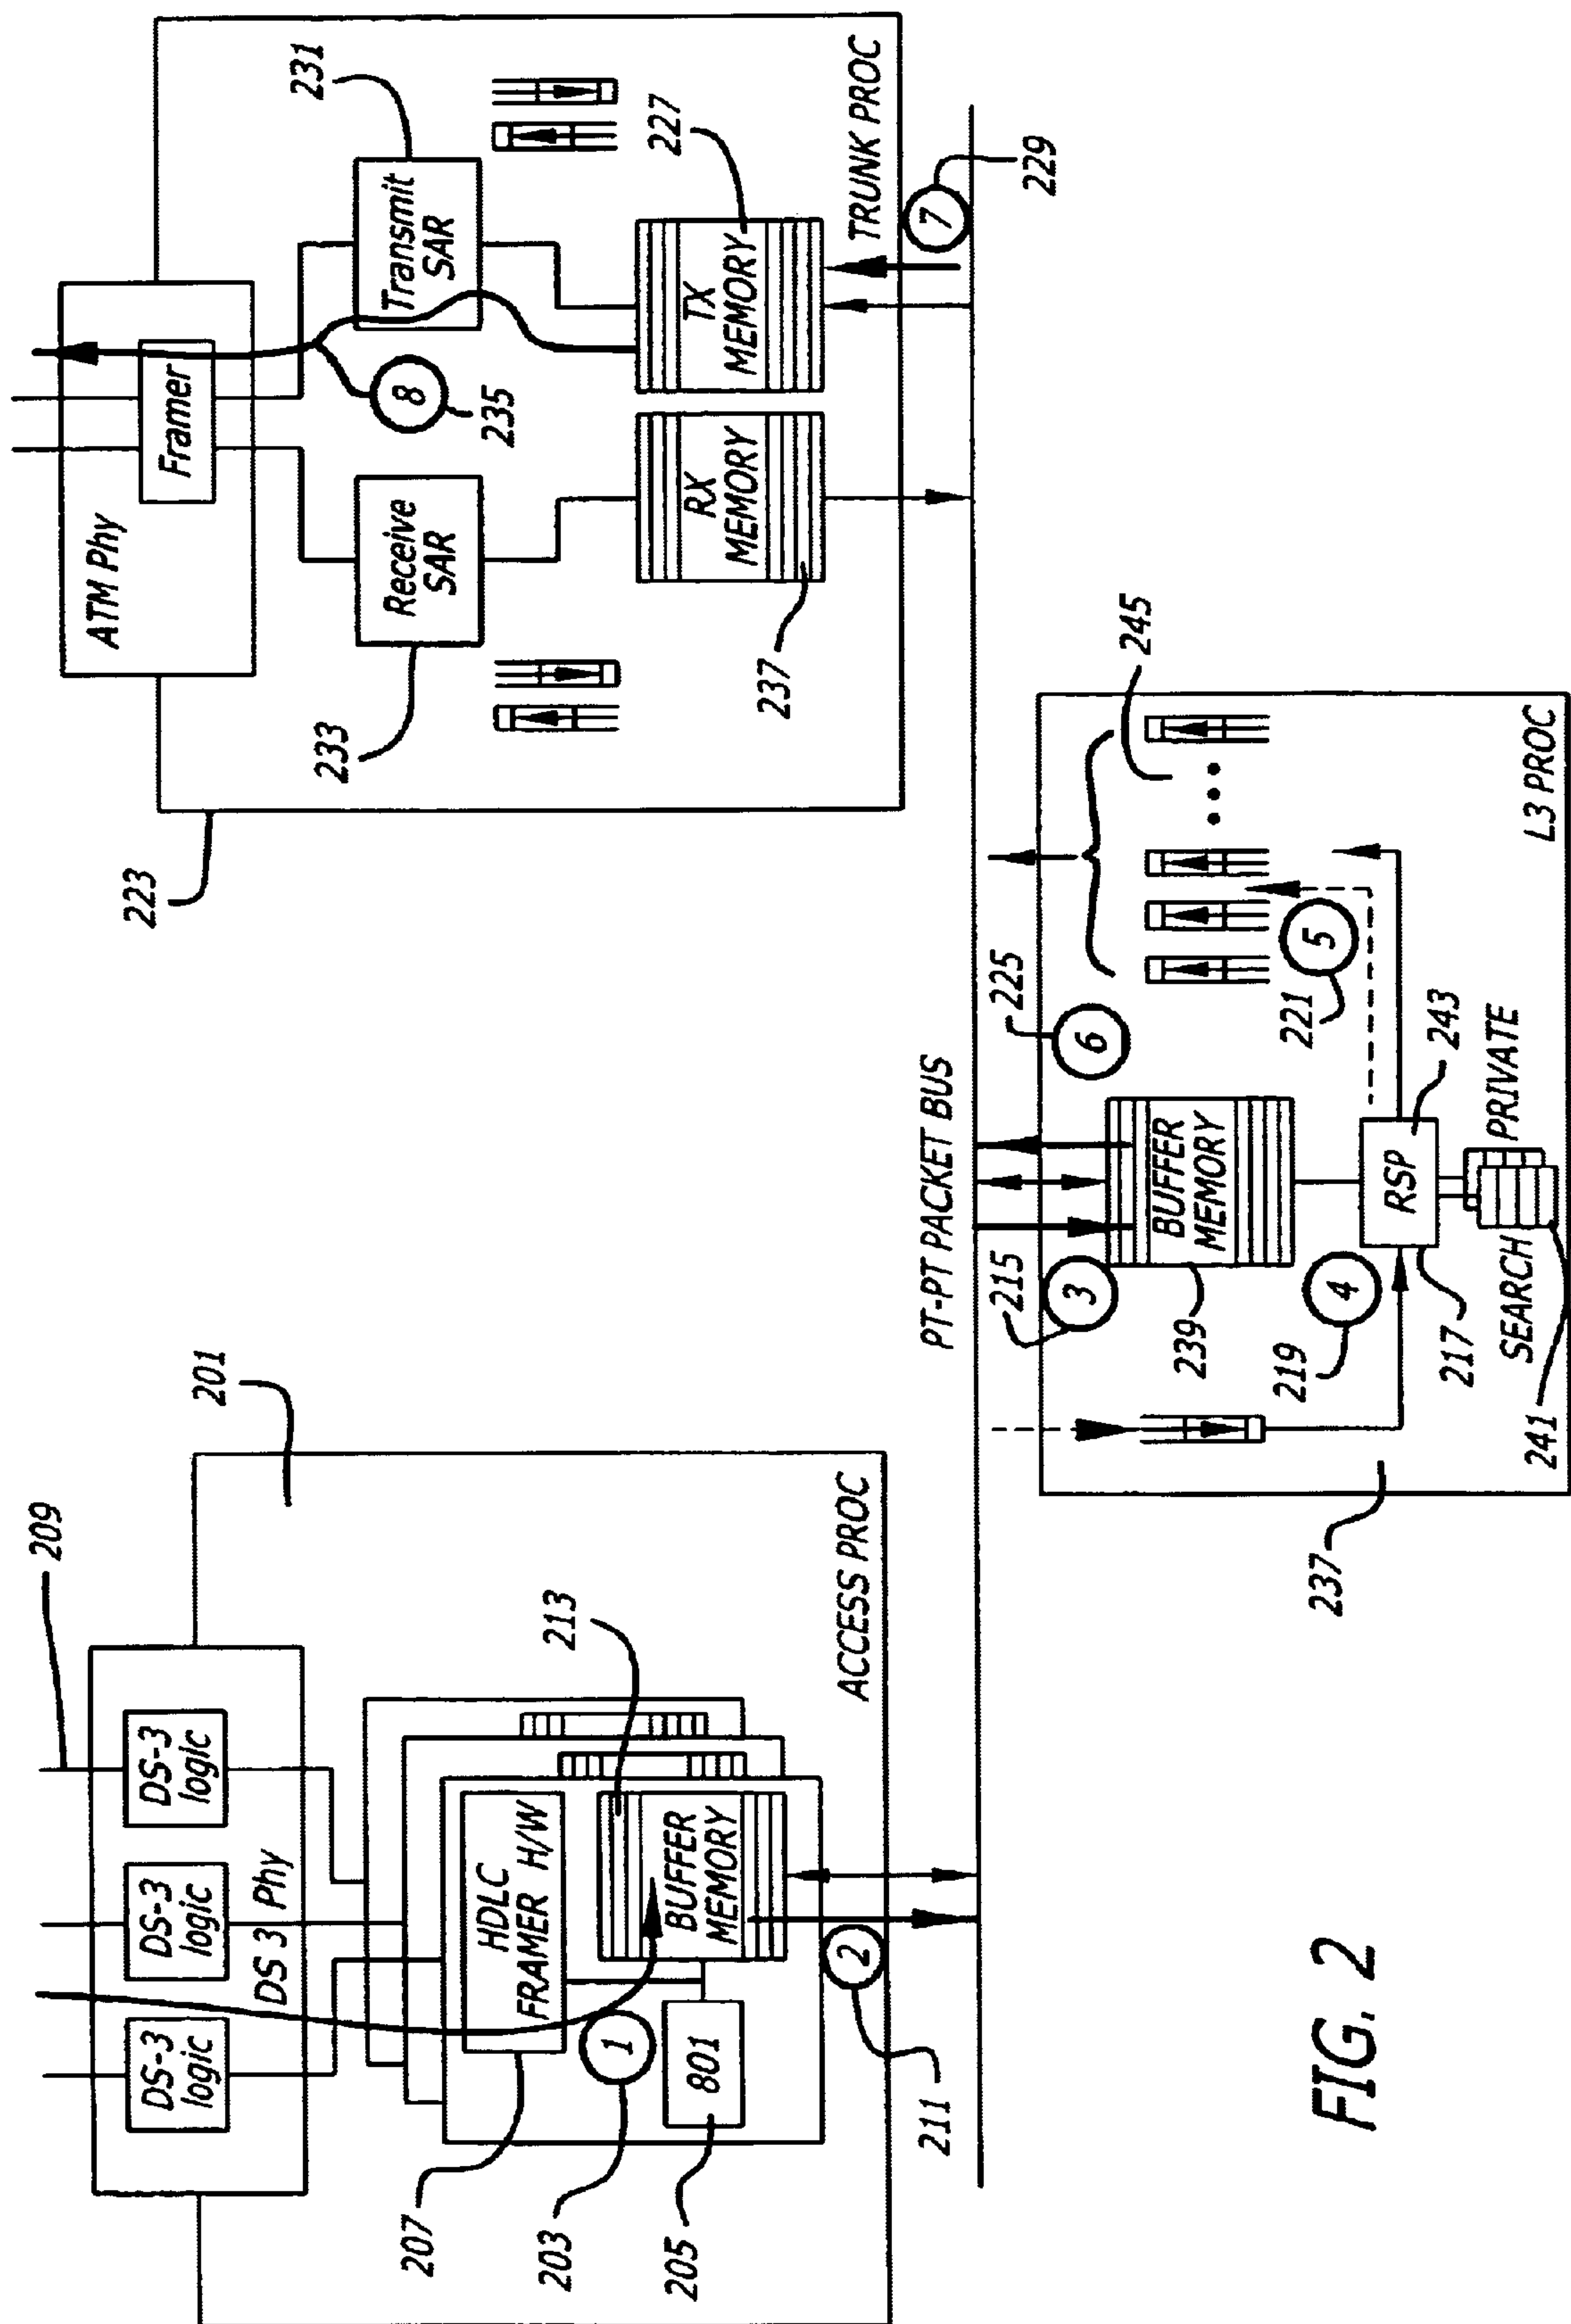 209
201
DS-3
logic
DS-3
logic
DS-3
logic
DS 3 Phy
HDLC
FRAMER H/W
213
BUFFER
MEMORY
1
801
207
203
205
2
211
ACCESS PROC
PT-PT PACKET BUS
223
ATM Phy
Framer
233
Receive
SAR
8
235
Transmit
SAR
231
RX
MEMORY
237
TX
MEMORY
227
TRUNK PROC
7
229
215
3
BUFFER
MEMORY
239
225
6
245
219
4
RSP
217
243
221
5
SEARCH
PRIVATE
241
237
L3 PROC
FIG. 2